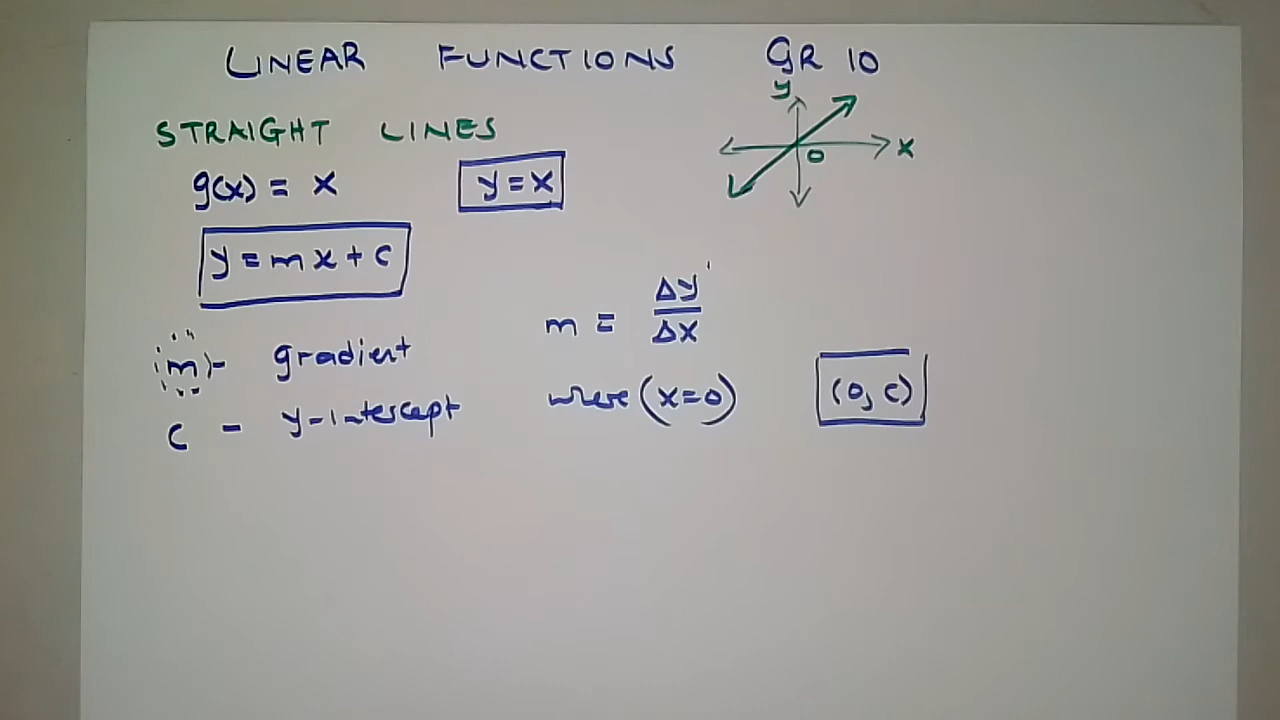 LINEAR FUNCTIONS GR 10
STRAIGHT LINES
g(x) = x
y = x
y
x
0
y = mx + c
m = Δy/Δx
m - gradient
c - y-intercept where (x=0) (0, c)